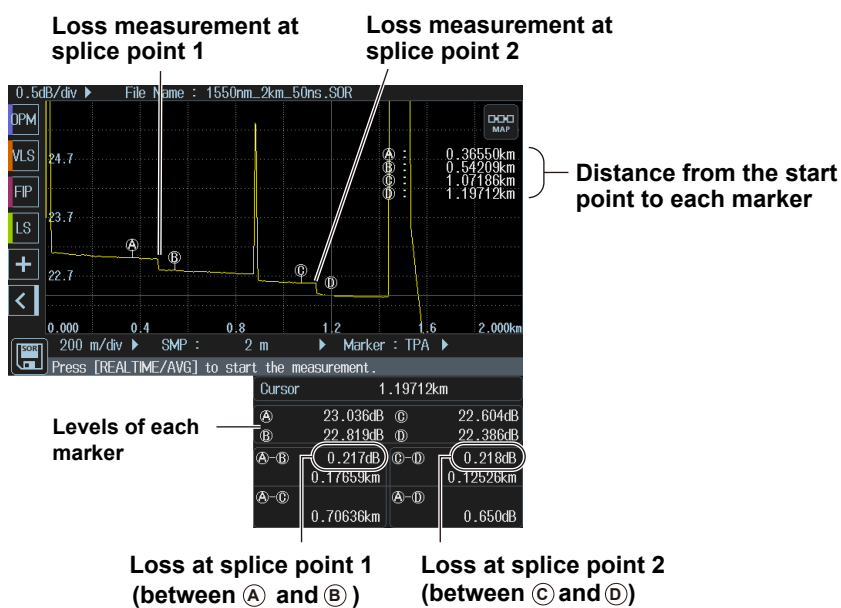 Loss measurement at
splice point 1
Loss measurement at
splice point 2
0.5dB/div ▶ File Name : 1550nm_2km_50ns.SOR
OPM
VLS
FIP
LS
+
<
MAP
24.7
23.7
22.7
Ⓐ : 0.36550km
Ⓑ : 0.54209km
Ⓒ : 1.07186km
Ⓓ : 1.19712km
Distance from the start
point to each marker
Ⓐ
Ⓑ
Ⓒ
Ⓓ
0.000 0.4 0.8 1.2 1.6 2.000km
SOR
200 m/div ▶ SMP : 2 m ▶ Marker : TPA ▶
Press [REALTIME/AVG] to start the measurement.
Cursor 1.19712km
Levels of each
marker
Ⓐ 23.036dB Ⓒ 22.604dB
Ⓑ 22.819dB Ⓓ 22.386dB
Ⓐ-Ⓑ 0.217dB Ⓒ-Ⓓ 0.218dB
0.17659km 0.12526km
Ⓐ-Ⓒ Ⓐ-Ⓓ
0.70636km 0.650dB
Loss at splice point 1
(between Ⓐ and Ⓑ)
Loss at splice point 2
(between Ⓒ and Ⓓ)